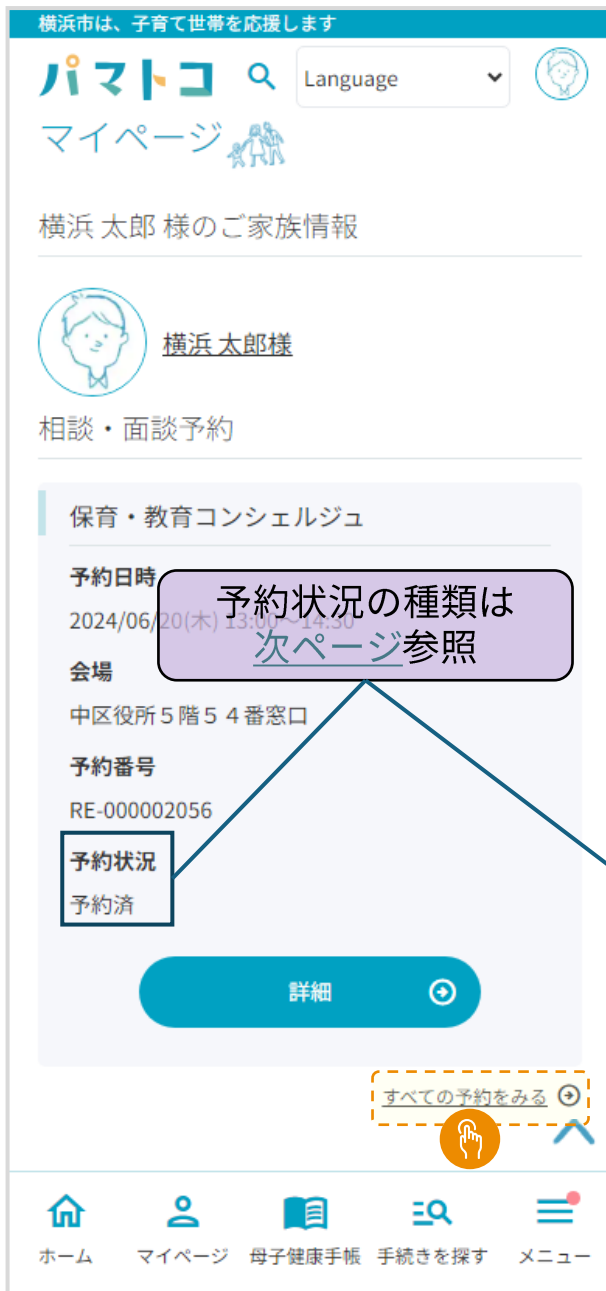 横浜市は、子育て世帯を応援します
パマトコ
Language
マイページ
横浜 太郎 様のご家族情報
横浜 太郎様
相談・面談予約
保育・教育コンシェルジュ
予約日時
2024/06/20(木) 13:00～14:30
予約状況の種類は
次ページ参照
会場
中区役所５階５４番窓口
予約番号
RE-000002056
予約状況
予約済
詳細
すべての予約をみる
ホーム
マイページ
母子健康手帳
手続きを探す
メニュー